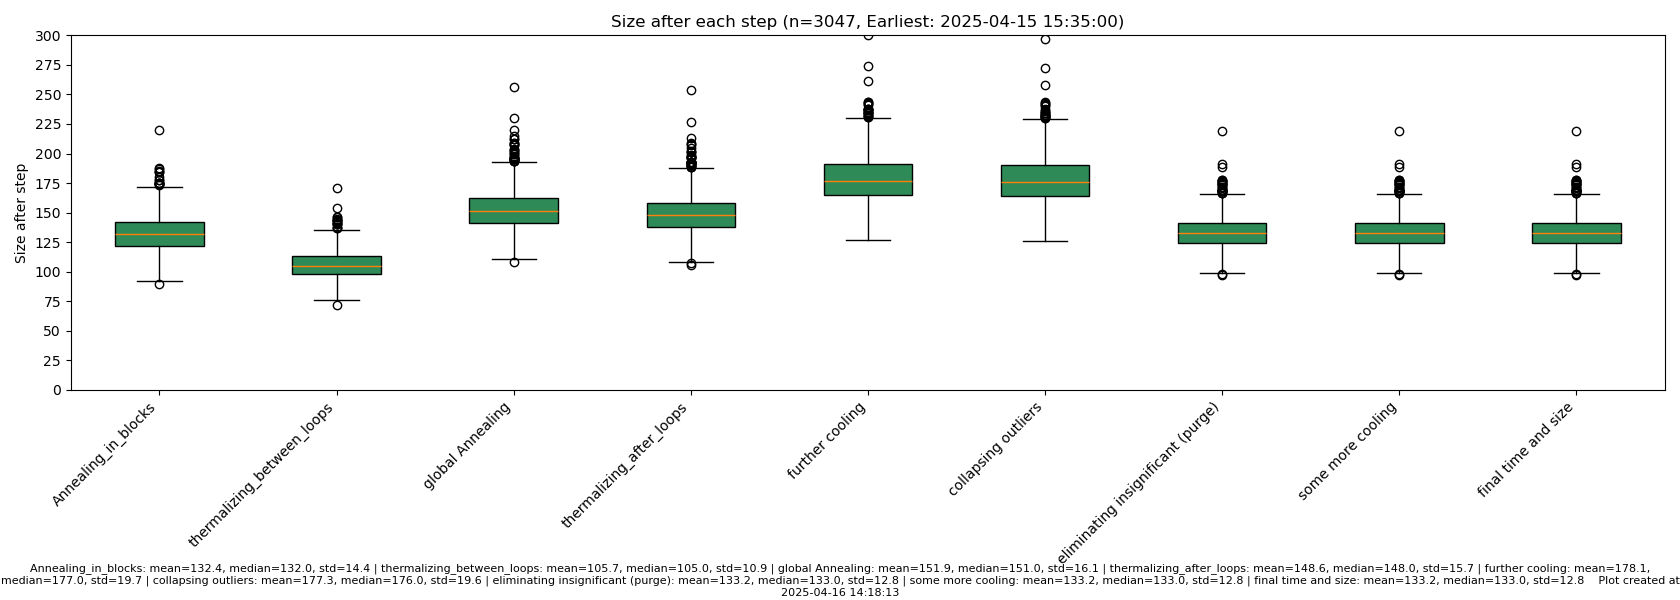 Size after each step (n=3047, Earliest: 2025-04-15 15:35:00)
Size after step
300
275
250
225
200
175
150
125
100
75
50
25
0
Annealing_in_blocks
thermalizing_between_loops
global Annealing
thermalizing_after_loops
further cooling
collapsing outliers
eliminating insignificant (purge)
some more cooling
final time and size
Annealing_in_blocks: mean=132.4, median=132.0, std=14.4 | thermalizing_between_loops: mean=105.7, median=105.0, std=10.9 | global Annealing: mean=151.9, median=151.0, std=16.1 | thermalizing_after_loops: mean=148.6, median=148.0, std=15.7 | further cooling: mean=178.1,
median=177.0, std=19.7 | collapsing outliers: mean=177.3, median=176.0, std=19.6 | eliminating insignificant (purge): mean=133.2, median=133.0, std=12.8 | some more cooling: mean=133.2, median=133.0, std=12.8 | final time and size: mean=133.2, median=133.0, std=12.8    Plot created at
2025-04-16 14:18:13